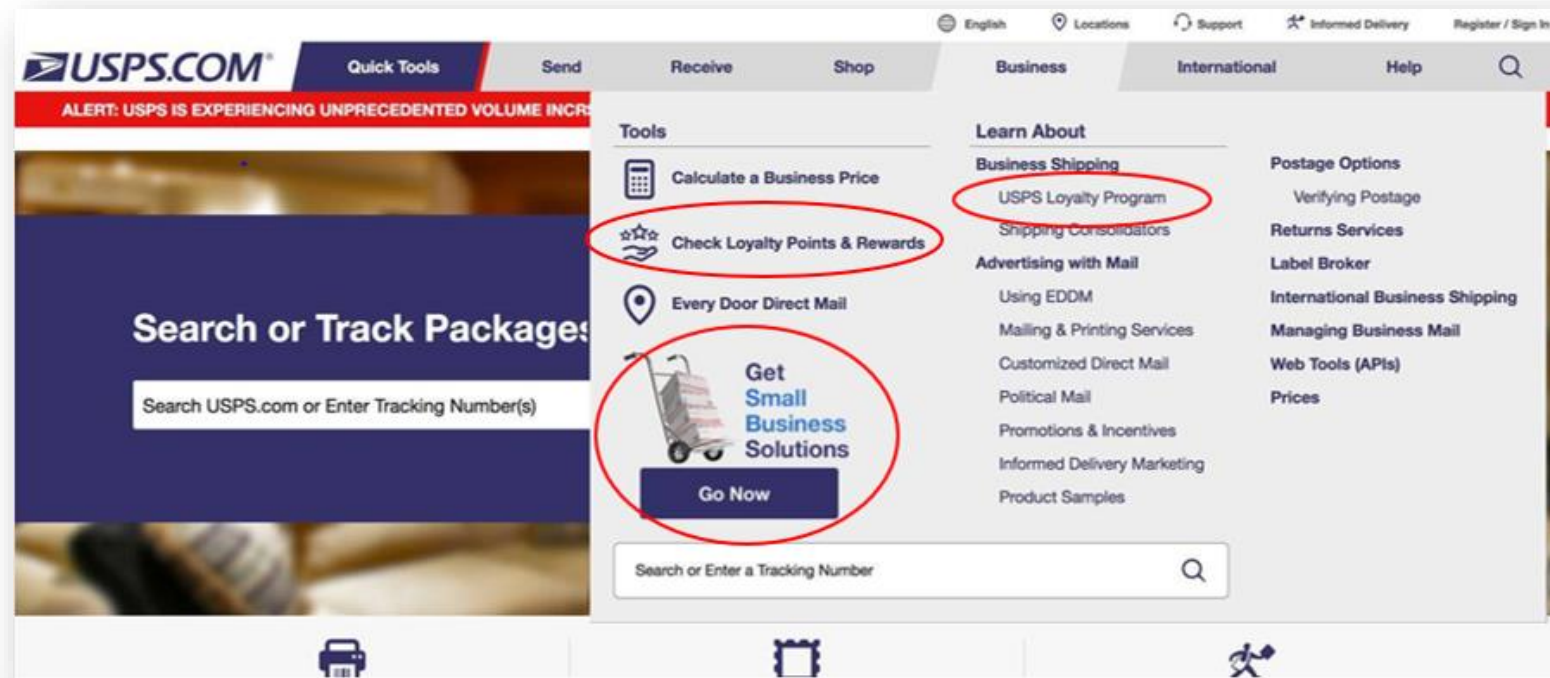 English Locations Support Informed Delivery Register / Sign In
USPS.COM® Quick Tools Send Receive Shop Business International Help
ALERT: USPS IS EXPERIENCING UNPRECEDENTED VOLUME
Tools
Calculate a Business Price
Check Loyalty Points & Rewards
Every Door Direct Mail
Get
Small
Business
Solutions
Go Now
Learn About
Business Shipping
USPS Loyalty Program
Shipping Consolidators
Advertising with Mail
Using EDDM
Mailing & Printing Services
Customized Direct Mail
Political Mail
Promotions & Incentives
Informed Delivery Marketing
Product Samples
Postage Options
Verifying Postage
Returns Services
Label Broker
International Business Shipping
Managing Business Mail
Web Tools (APIs)
Prices
Search or Enter a Tracking Number
Search or Track Packages
Search USPS.com or Enter Tracking Number(s)